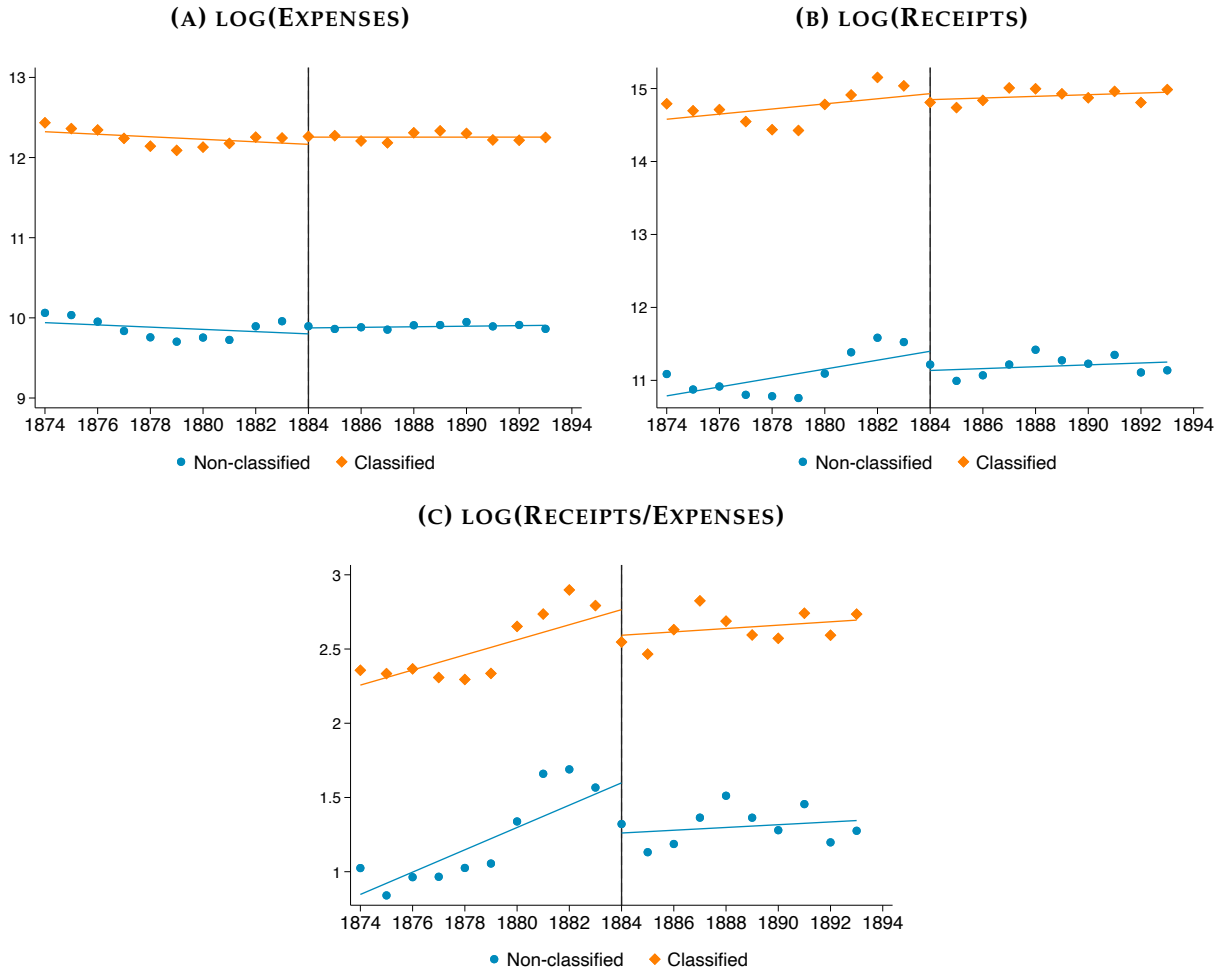 (A) LOG(EXPENSES)
13
12
11
10
9
1874 1876 1878 1880 1882 1884 1886 1888 1890 1892 1894
Non-classified Classified
(B) LOG(RECEIPTS)
15
14
13
12
11
1874 1876 1878 1880 1882 1884 1886 1888 1890 1892 1894
Non-classified Classified
(C) LOG(RECEIPTS/EXPENSES)
3
2.5
2
1.5
1
1874 1876 1878 1880 1882 1884 1886 1888 1890 1892 1894
Non-classified Classified